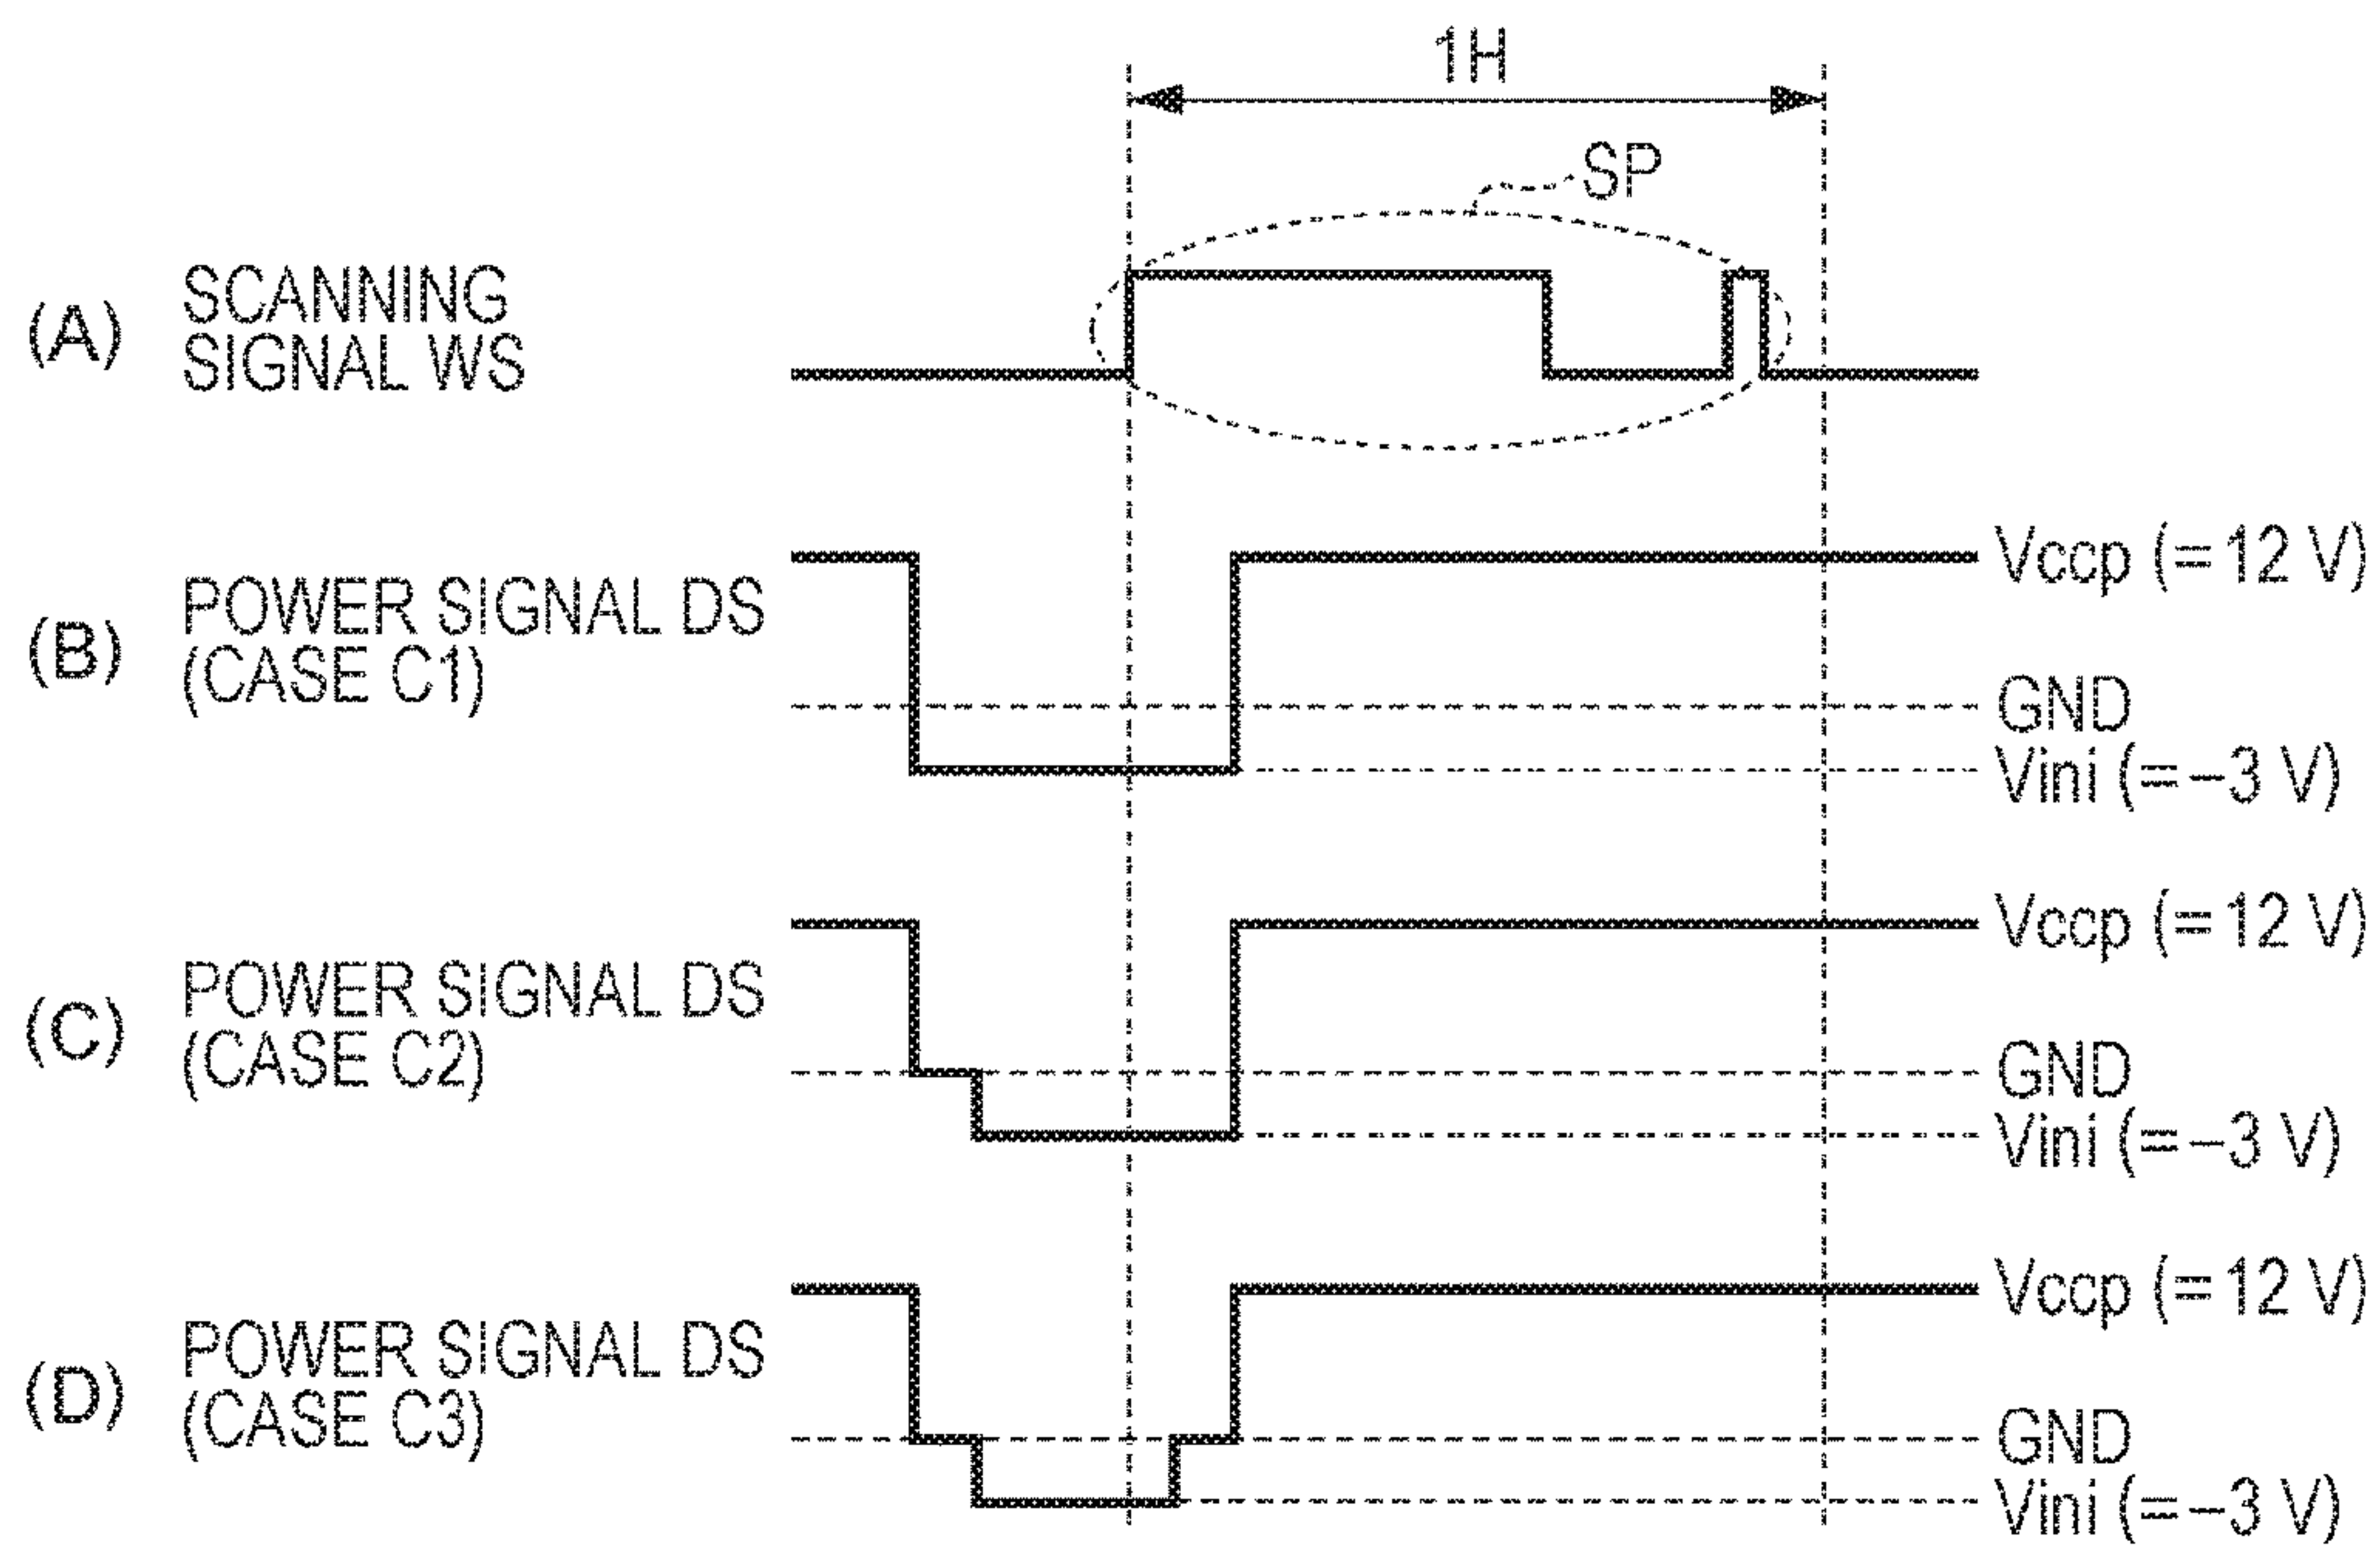 1H
SP
(A) SCANNING
SIGNAL WS
(B) POWER SIGNAL DS
(CASE C1)
Vccp (= 12 V)
GND
Vini (= –3 V)
(C) POWER SIGNAL DS
(CASE C2)
Vccp (= 12 V)
GND
Vini (= –3 V)
(D) POWER SIGNAL DS
(CASE C3)
Vccp (= 12 V)
GND
Vini (= –3 V)